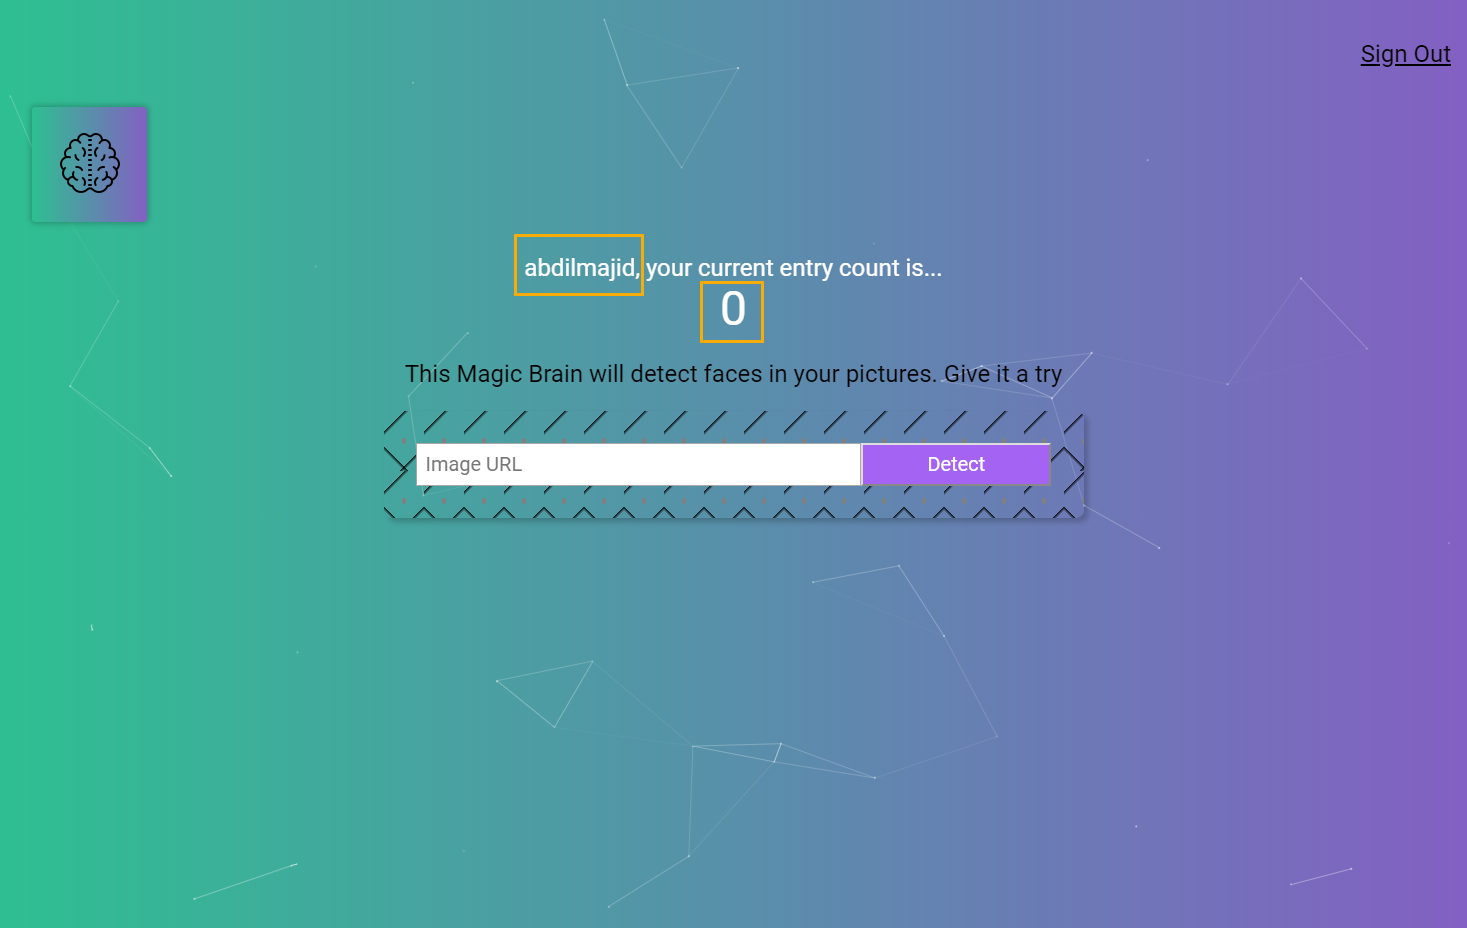 Sign Out
abdilmajid, your current entry count is...
0
This Magic Brain will detect faces in your pictures. Give it a try
Image URL
Detect